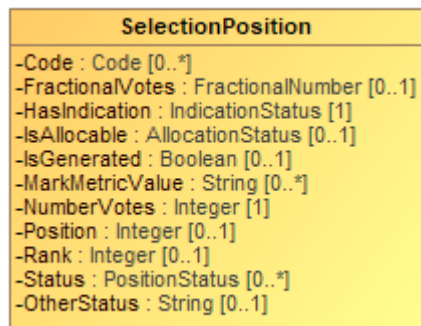 SelectionPosition
-Code : Code [0..*]
-FractionalVotes : FractionalNumber [0..1]
-HasIndication : IndicationStatus [1]
-IsAllocable : AllocationStatus [0..1]
-IsGenerated : Boolean [0..1]
-MarkMetricValue : String [0..*]
-NumberVotes : Integer [1]
-Position : Integer [0..1]
-Rank : Integer [0..1]
-Status : PositionStatus [0..*]
-OtherStatus : String [0..1]